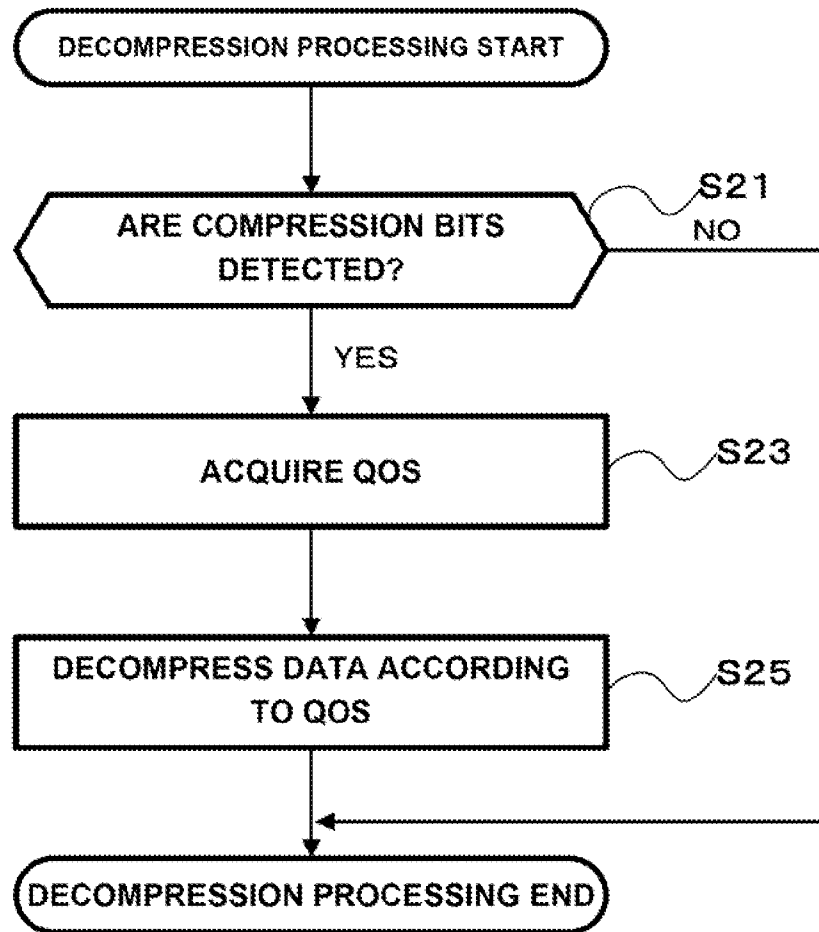 DECOMPRESSION PROCESSING START
S21
ARE COMPRESSION BITS
DETECTED?
NO
YES
ACQUIRE QOS
S23
DECOMPRESS DATA ACCORDING
TO QOS
S25
DECOMPRESSION PROCESSING END